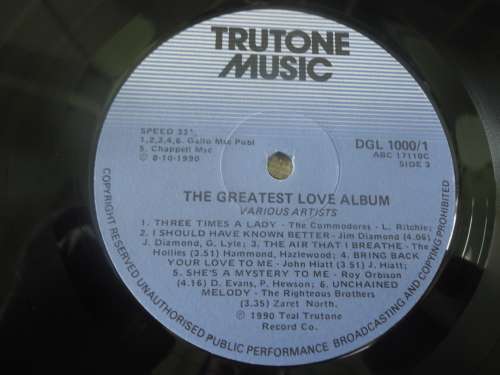 TRUTONE
MUSIC
SPEED 33⅓
1,2,3,4,6. Gallo Mus Publ
5. Chappell Mus
℗ 8-10-1990
DGL 1000/1
ABC 17110C
SIDE 3
THE GREATEST LOVE ALBUM
VARIOUS ARTISTS
1. THREE TIMES A LADY - The Commodores - L. Ritchie;
2. I SHOULD HAVE KNOWN BETTER - Jim Diamond (4.06)
J. Diamond, G. Lyle; 3. THE AIR THAT I BREATHE - The
Hollies (3.51) Hammond, Hazlewood; 4. BRING BACK
YOUR LOVE TO ME - John Hiatt (3.51) J. Hiatt;
5. SHE'S A MYSTERY TO ME - Roy Orbison
(4.16) D. Evans, P. Hewson; 6. UNCHAINED
MELODY - The Righteous Brothers
(3.35) Zaret North.
© 1990 Teal Trutone
Record Co.
COPYRIGHT RESERVED UNAUTHORISED PUBLIC PERFORMANCE BROADCASTING AND COPYING PROHIBITED